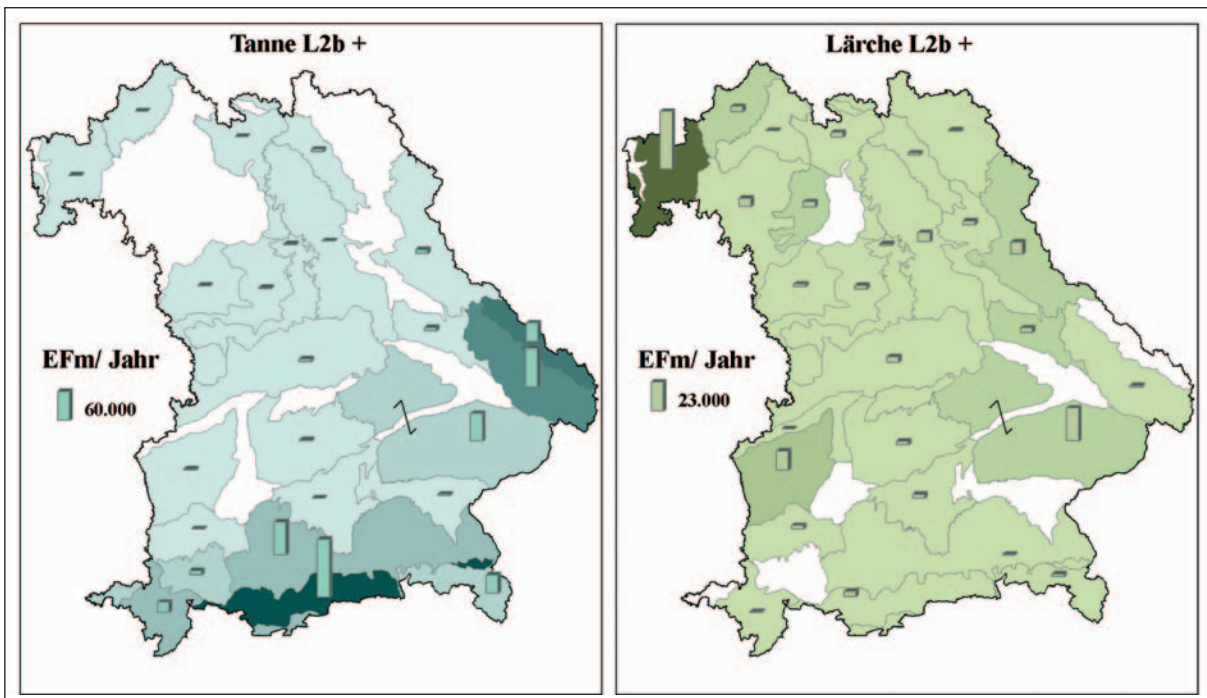 Tanne L2b +
EFm/ Jahr
60.000
Lärche L2b +
EFm/ Jahr
23.000